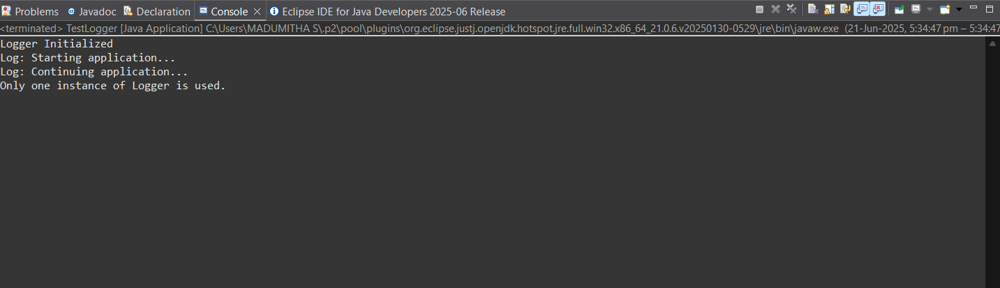 Problems @ Javadoc Declaration Console Eclipse IDE for Java Developers 2025-06 Release
<terminated> TestLogger [Java Application] C:\Users\MADUMITHA S\.p2\pool\plugins\org.eclipse.justj.openjdk.hotspot.jre.full.win32.x86_64_21.0.6.v20250130-0529\jre\bin\javaw.exe (21-Jun-2025, 5:34:47 pm – 5:34:47
Logger Initialized
Log: Starting application...
Log: Continuing application...
Only one instance of Logger is used.